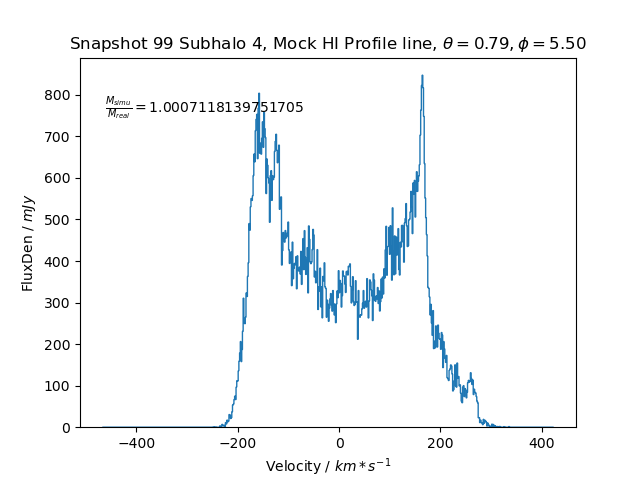 Snapshot 99 Subhalo 4, Mock HI Profile line, θ = 0.79, ϕ = 5.50
M_simu/M_real = 1.0007118139751705
FluxDen / mJy
800
700
600
500
400
300
200
100
0
−400 −200 0 200 400
Velocity / km * s⁻¹